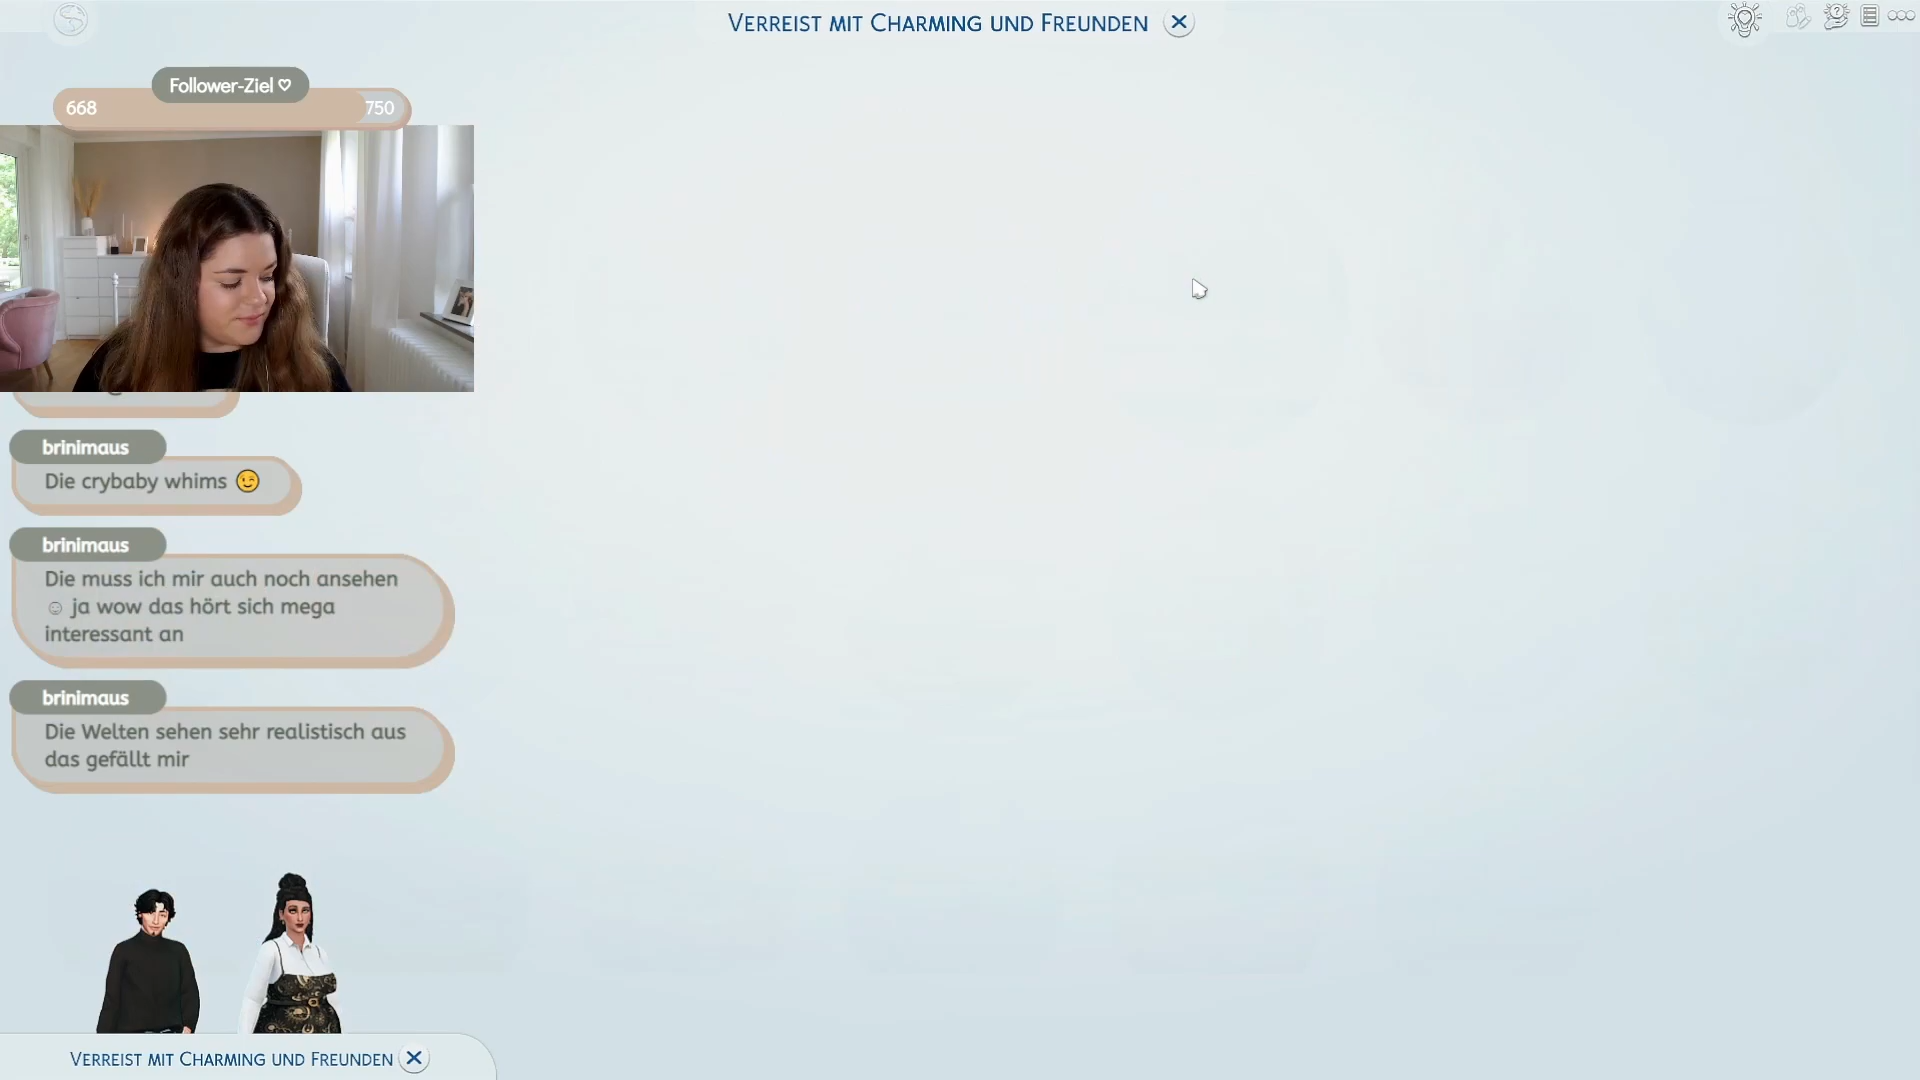 VERREIST MIT CHARMING UND FREUNDEN
Follower-Ziel ♡
668
750
brinimaus
Die crybaby whims 😉
brinimaus
Die muss ich mir auch noch ansehen
☺ ja wow das hört sich mega
interessant an
brinimaus
Die Welten sehen sehr realistisch aus
das gefällt mir
VERREIST MIT CHARMING UND FREUNDEN